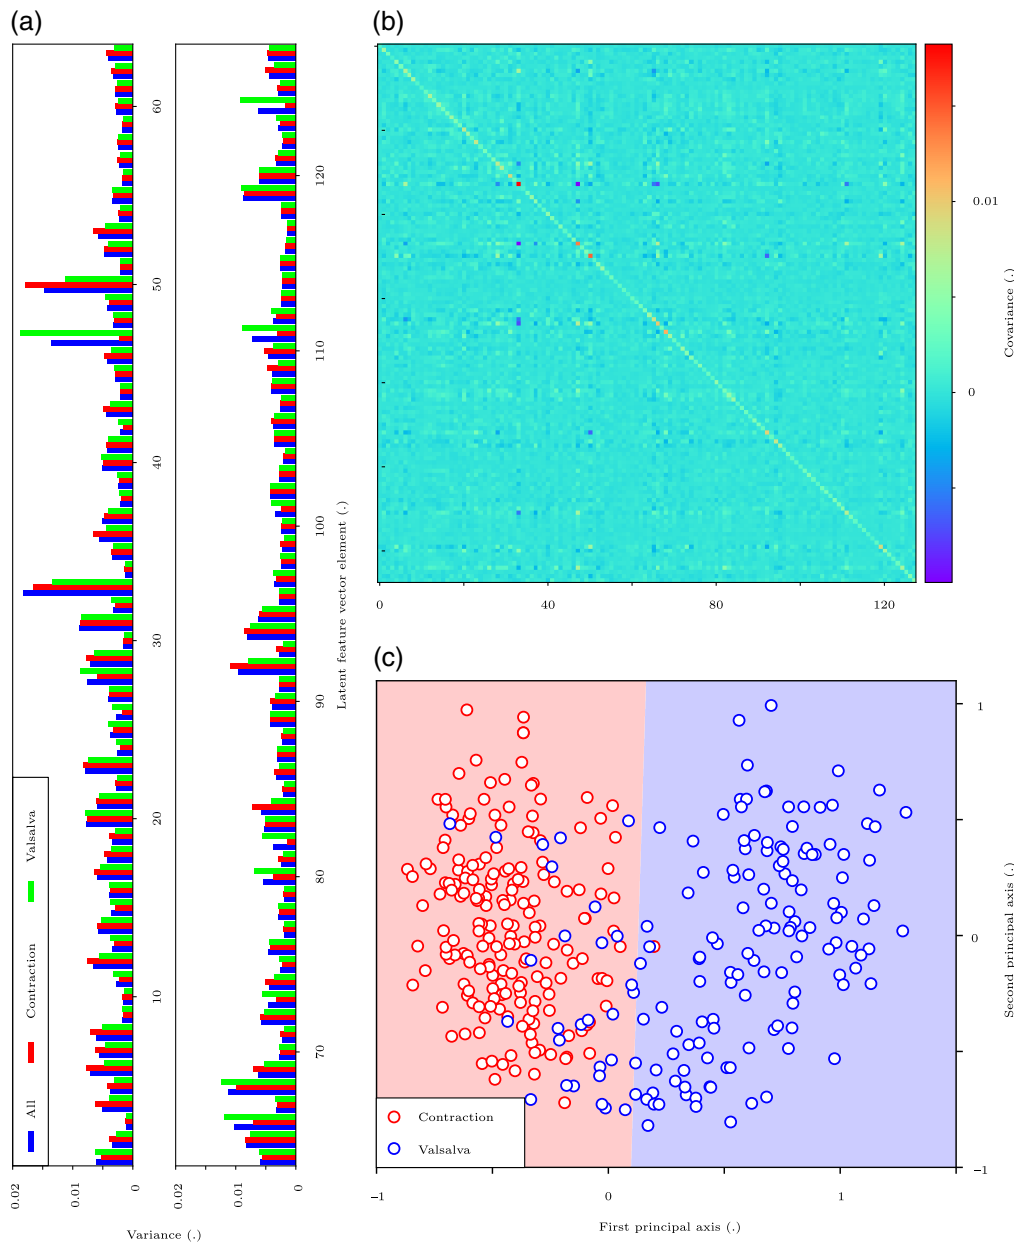 (a)
All
Contraction
Valsalva
10
20
30
40
50
60
0.02
0.01
0
70
80
90
100
110
120
0.02
0.01
0
Latent feature vector element (.)
Variance (.)
(b)
0
40
80
120
0.01
0
Covariance (.)
(c)
Contraction
Valsalva
−1
0
1
First principal axis (.)
1
0
−1
Second principal axis (.)